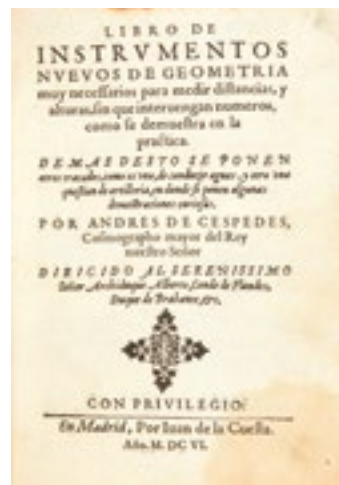 LIBRO DE
INSTRVMENTOS
NVEVOS DE GEOMETRIA
muy necessarios para medir distancias, y
alturas, sin que interuengan numeros,
como se demuestra en la
practica.
DEMAS DESTO SE PONEN
otros tratados, como es vno, de conduzir aguas, y otro vna
question de artilleria, en donde se ponen algunas
demostraciones curiosas,
POR ANDRES DE CESPEDES,
Cosmographo mayor del Rey
nuestro Señor
DIRIGIDO AL SERENISSIMO
Señor Archiduque Alberto, Conde de Flandes,
Duque de Brabante, &c.
CON PRIVILEGIO.
En Madrid, Por Iuan de la Cuesta.
Año. M. DC VI.